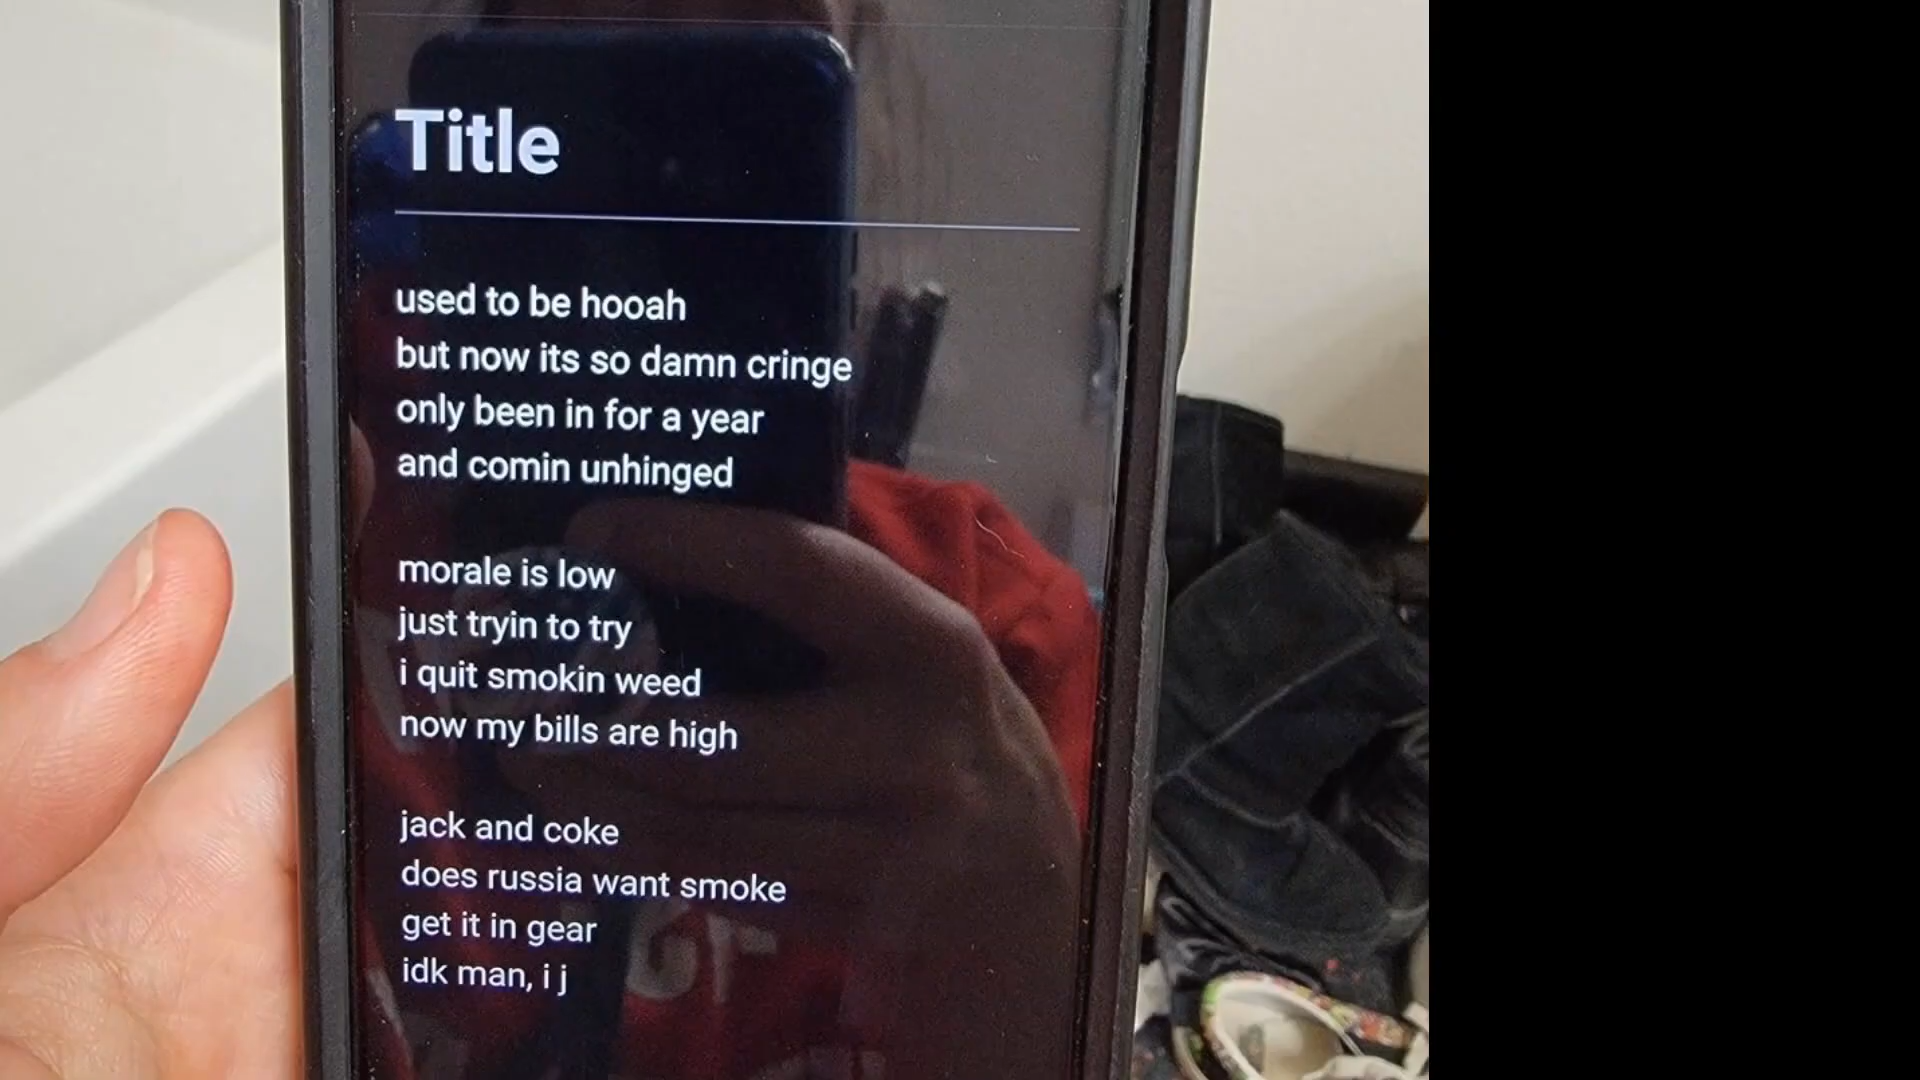 Title
used to be hooah
but now its so damn cringe
only been in for a year
and comin unhinged
morale is low
just tryin to try
i quit smokin weed
now my bills are high
jack and coke
does russia want smoke
get it in gear
idk man, i j